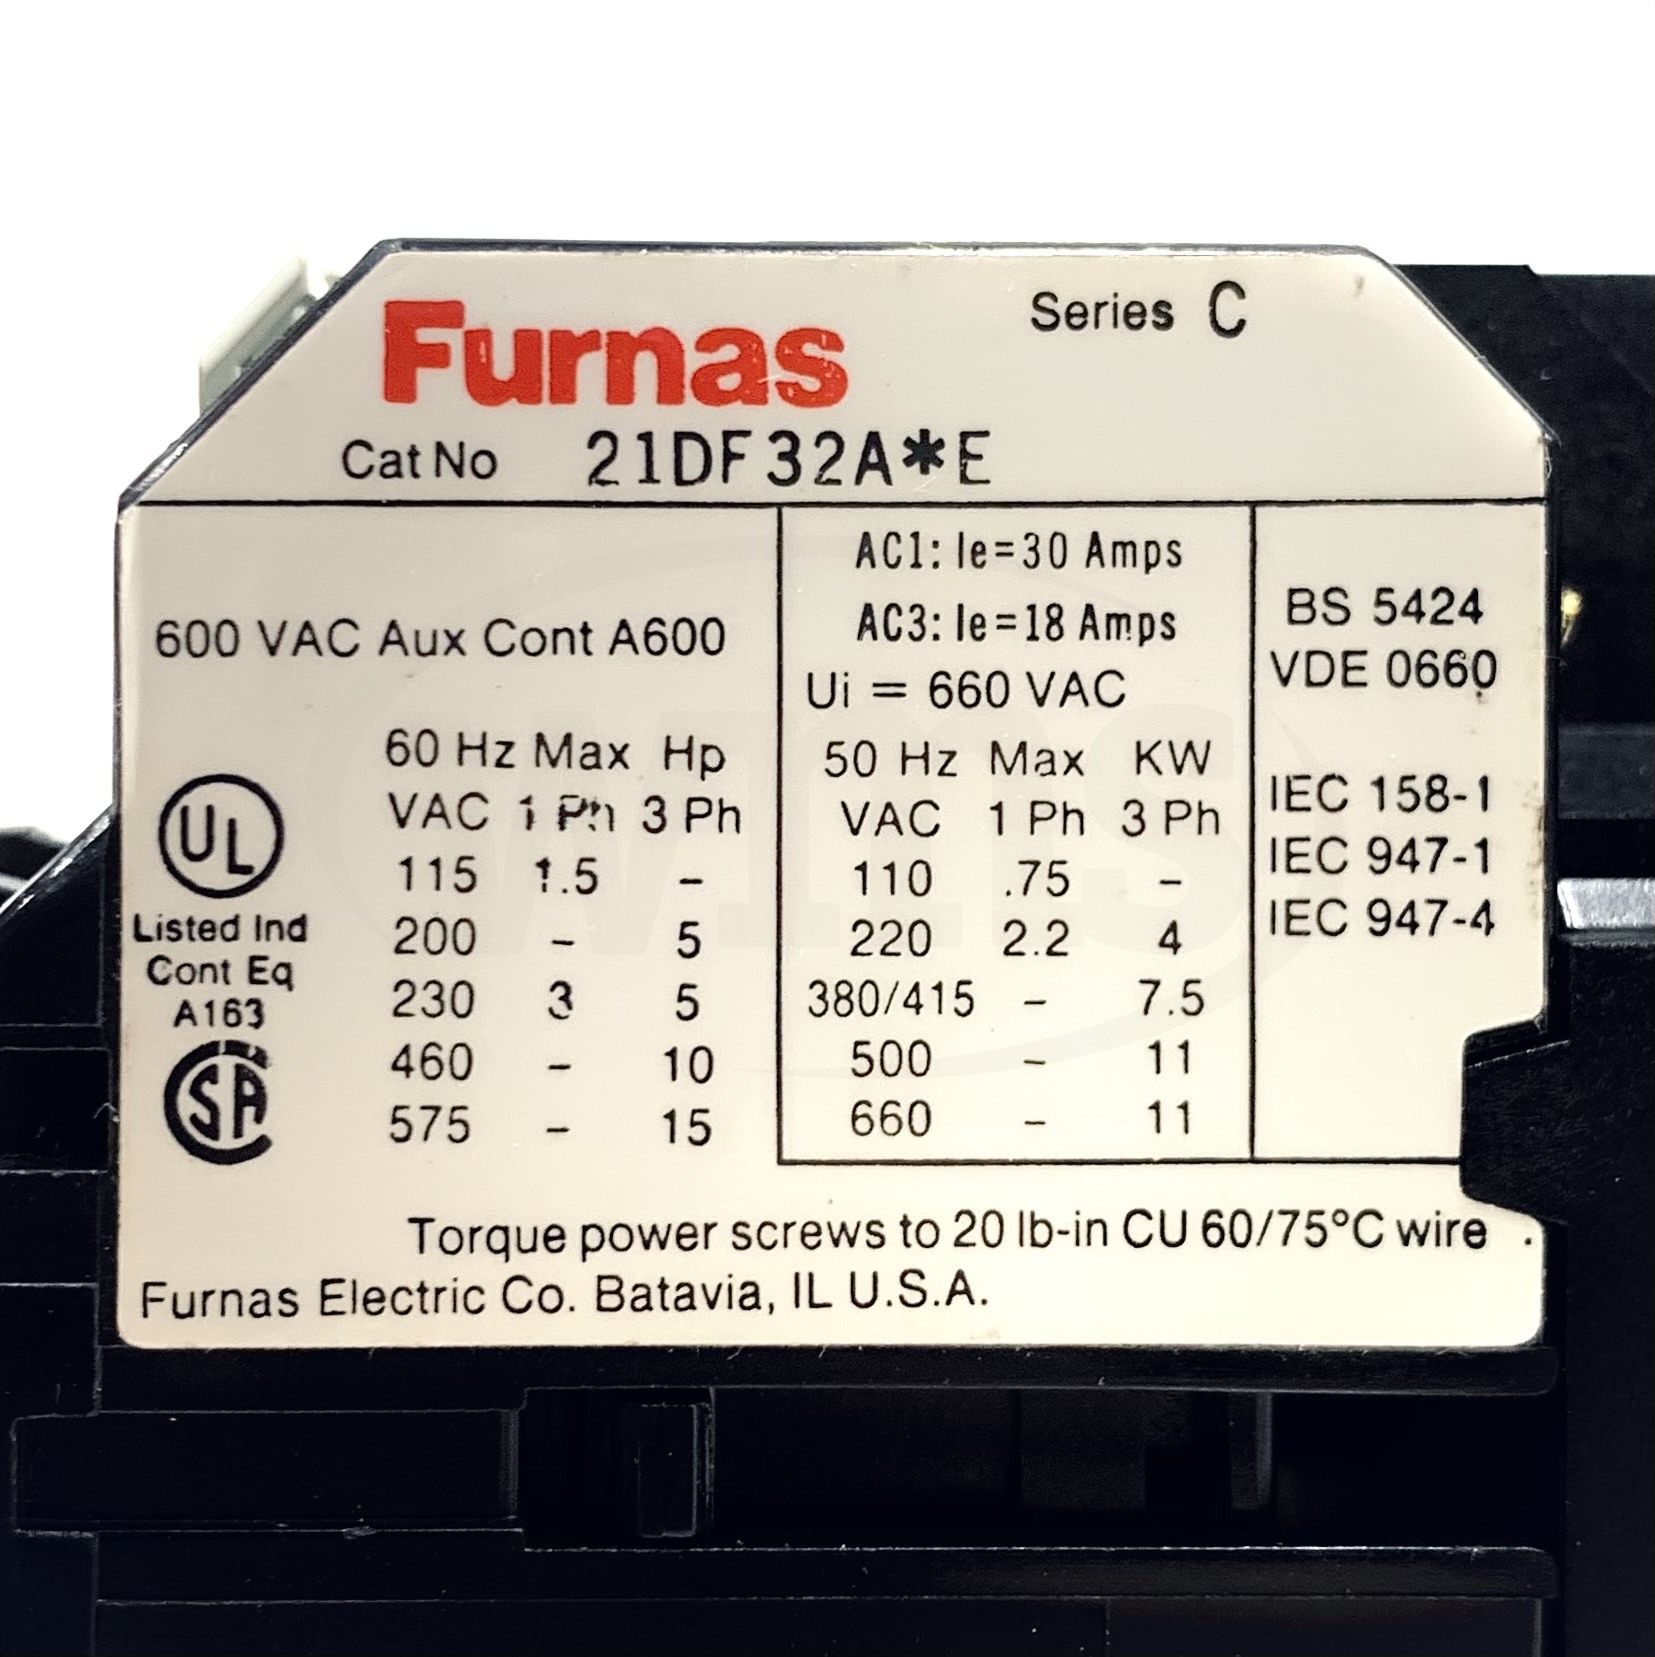 Furnas
Series C
Cat No 21DF32A*E
600 VAC Aux Cont A600
60 Hz Max Hp
VAC 1 Ph 3 Ph
115 1.5 -
200 - 5
230 3 5
460 - 10
575 - 15
UL
Listed Ind
Cont Eq
A163
CSA
AC1: Ie=30 Amps
AC3: Ie=18 Amps
Ui = 660 VAC
50 Hz Max KW
VAC 1 Ph 3 Ph
110 .75 -
220 2.2 4
380/415 - 7.5
500 - 11
660 - 11
BS 5424
VDE 0660
IEC 158-1
IEC 947-1
IEC 947-4
Torque power screws to 20 lb-in CU 60/75°C wire .
Furnas Electric Co. Batavia, IL U.S.A.
wms